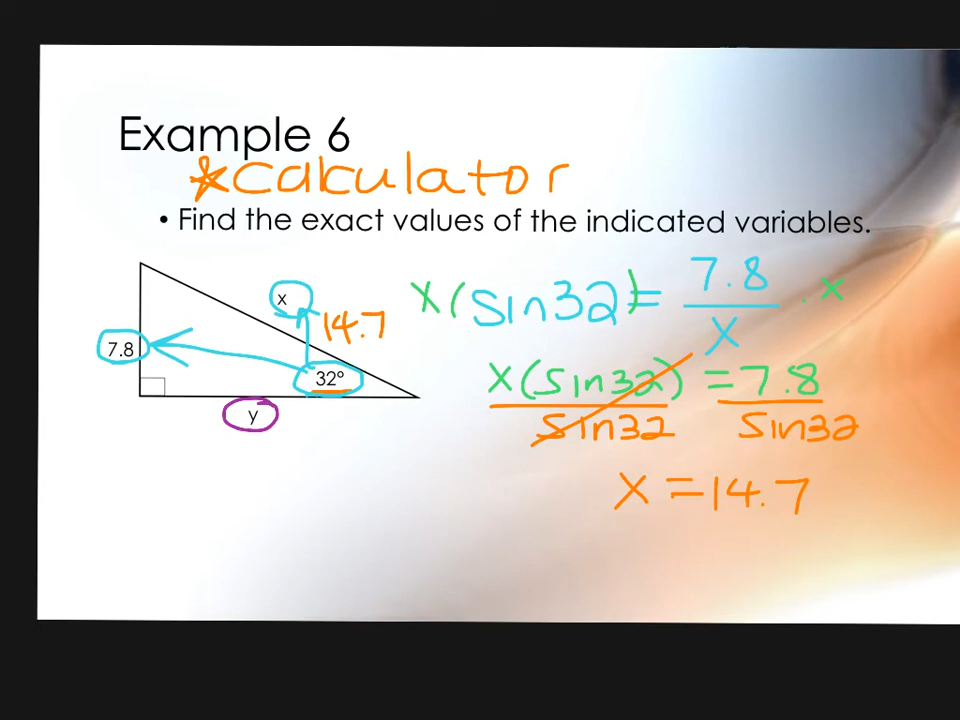 Example 6
*calculator
• Find the exact values of the indicated variables.
x(sin32) = 7.8/x · x
x
14.7
7.8
32°
y
x(sin32) = 7.8
sin32 sin32
x = 14.7